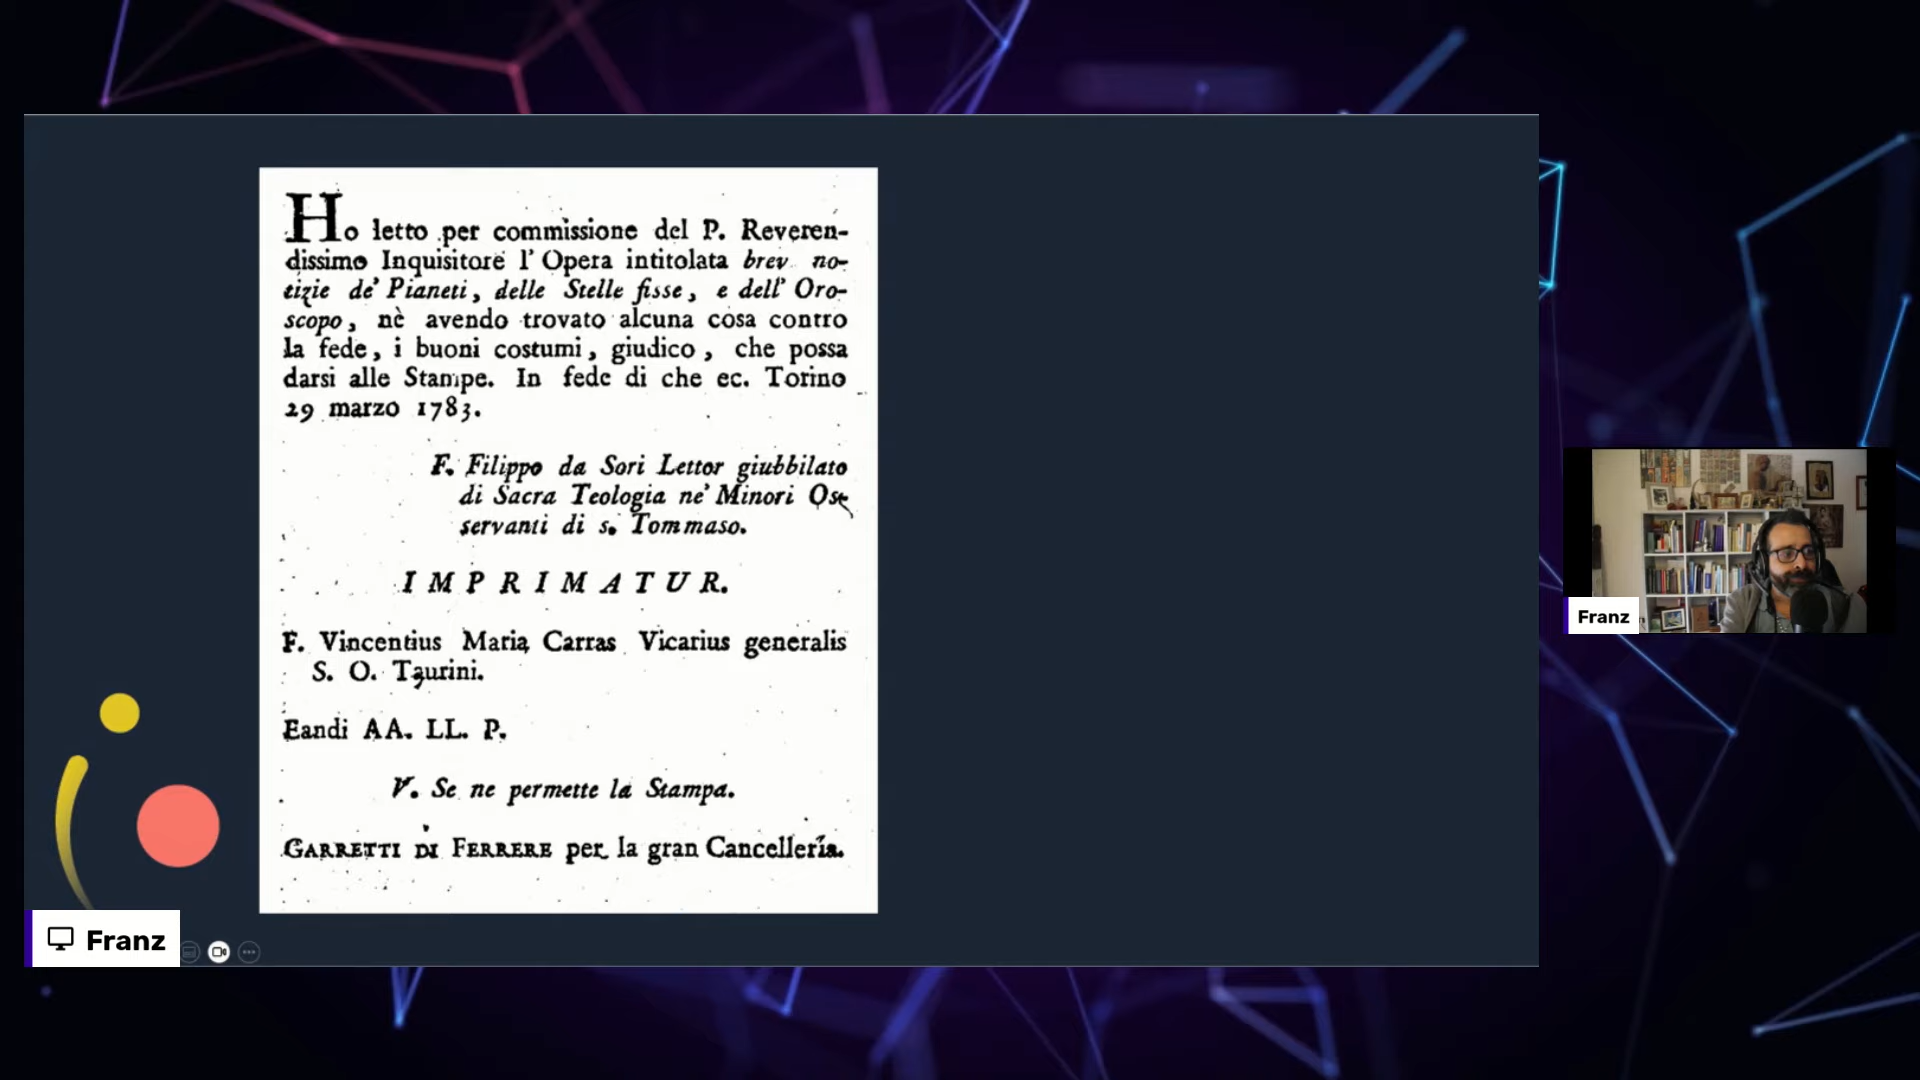 Ho letto per commissione del P. Reveren-
dissimo Inquisitore l' Opera intitolata brev no-
tizie de' Pianeti, delle Stelle fisse, e dell' Oro-
scopo, nè avendo trovato alcuna cosa contro
la fede, i buoni costumi, giudico, che possa
darsi alle Stampe. In fede di che ec. Torino
29 marzo 1783.
F. Filippo da Sori Lettor giubbilato
di Sacra Teologia ne' Minori Os-
servanti di s. Tommaso.
IMPRIMATUR.
F. Vincentius Maria Carras Vicarius generalis
S. O. Taurini.
Eandi AA. LL. P.
V. Se ne permette la Stampa.
GARRETTI DI FERRERE per la gran Cancellería.
Franz
Franz